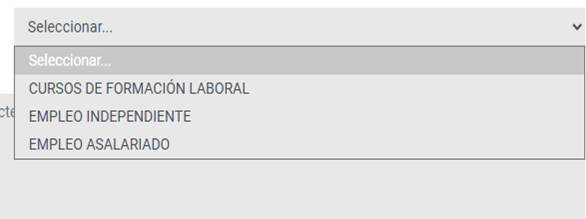 Seleccionar...
Seleccionar...
CURSOS DE FORMACIÓN LABORAL
EMPLEO INDEPENDIENTE
EMPLEO ASALARIADO